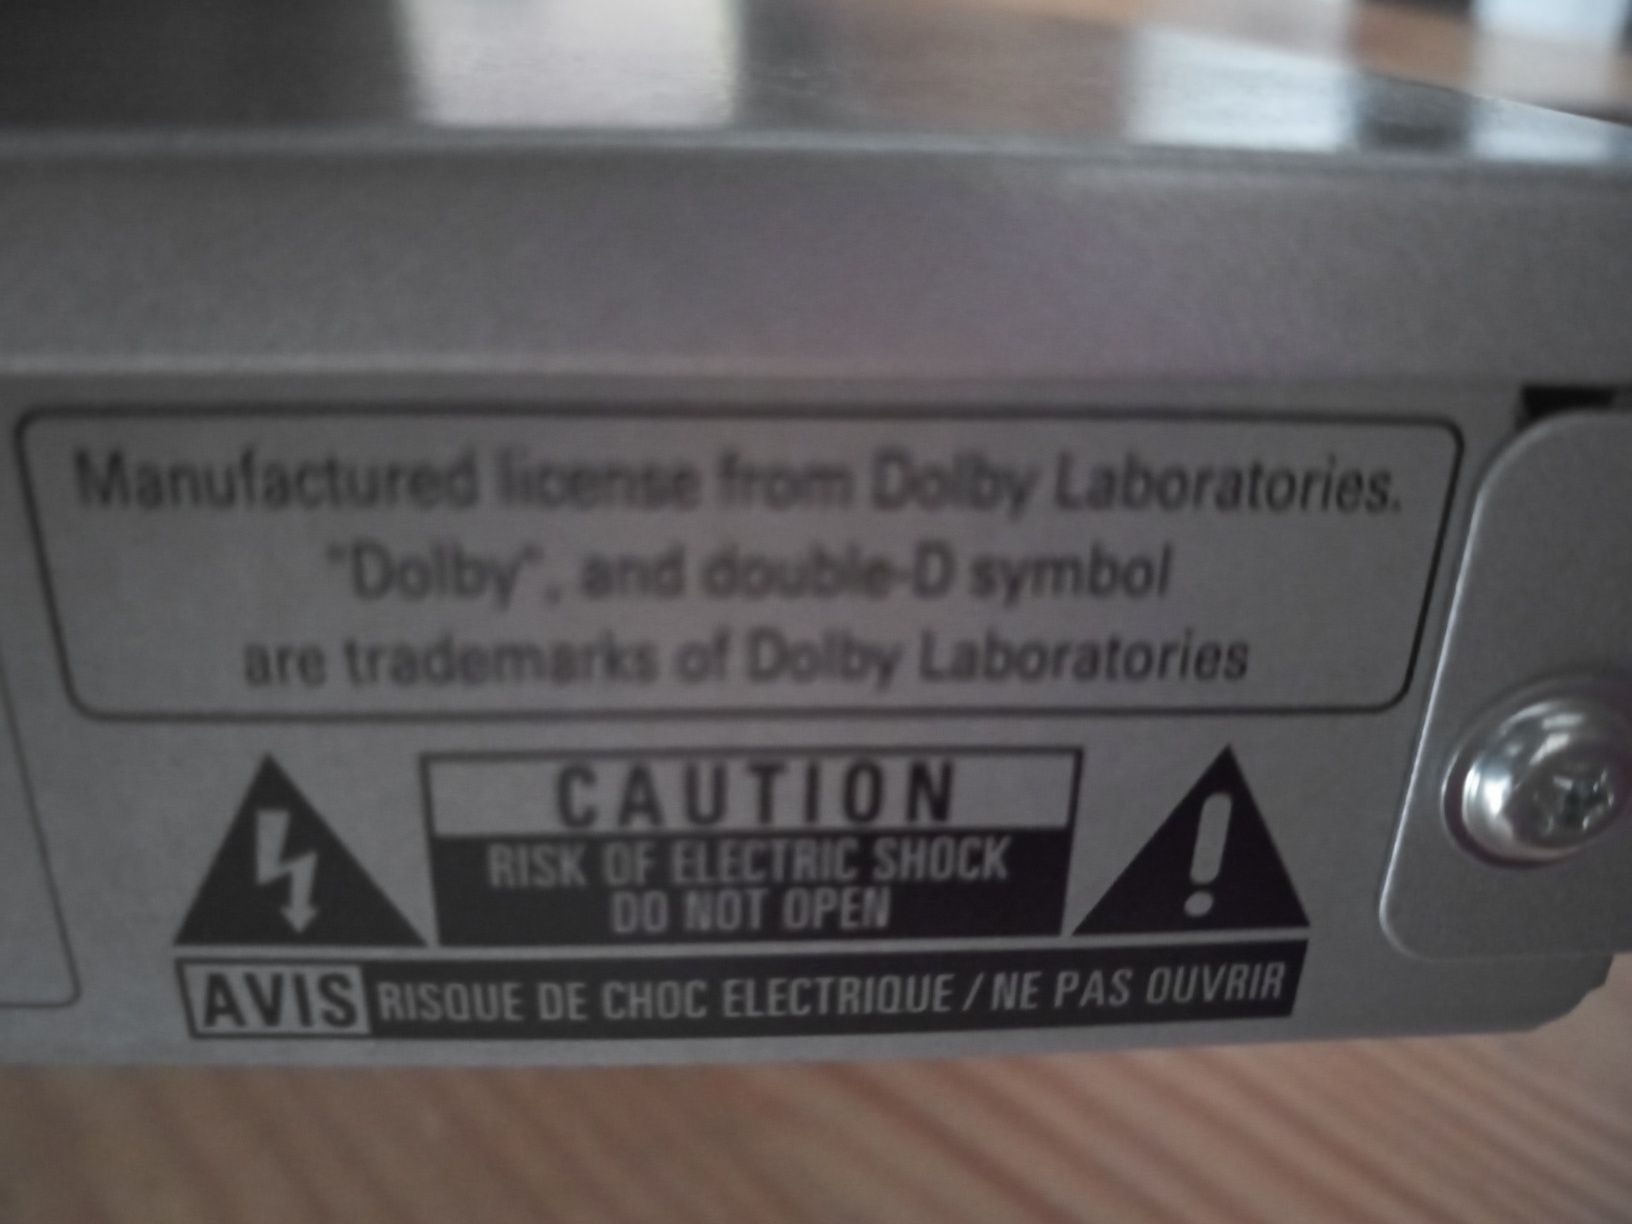 Manufactured license from Dolby Laboratories.
"Dolby", and double-D symbol
are trademarks of Dolby Laboratories
CAUTION
RISK OF ELECTRIC SHOCK
DO NOT OPEN
AVIS RISQUE DE CHOC ELECTRIQUE / NE PAS OUVRIR